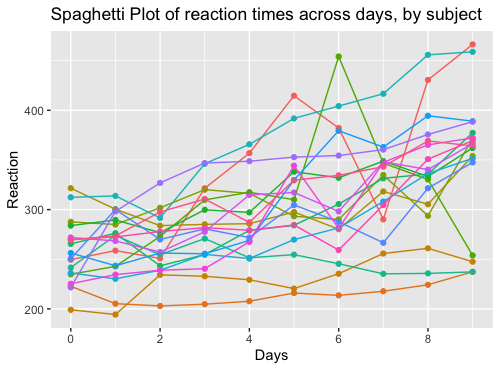 Spaghetti Plot of reaction times across days, by subject
400
300
200
Reaction
0
2
4
6
8
Days